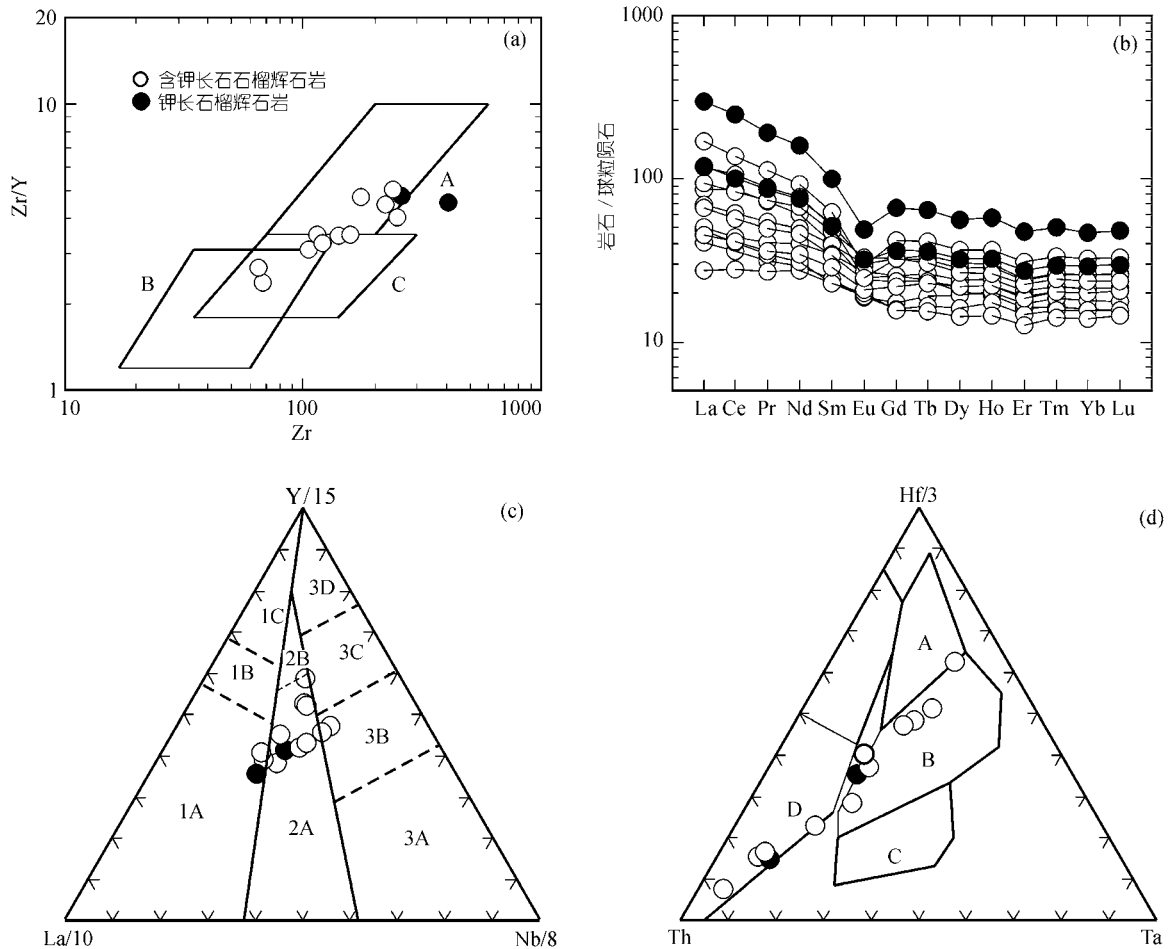 (a)
20
10
1
Zr/Y
○ 含钾长石石榴辉石岩
● 钾长石榴辉石岩
A
B
C
10 100 1000
Zr
(b)
1000
100
10
岩石 / 球粒陨石
La Ce Pr Nd Sm Eu Gd Tb Dy Ho Er Tm Yb Lu
(c)
Y/15
3D
1C
2B 3C
1B
3B
1A
2A
3A
La/10 Nb/8
(d)
Hf/3
A
B
D
C
Th Ta